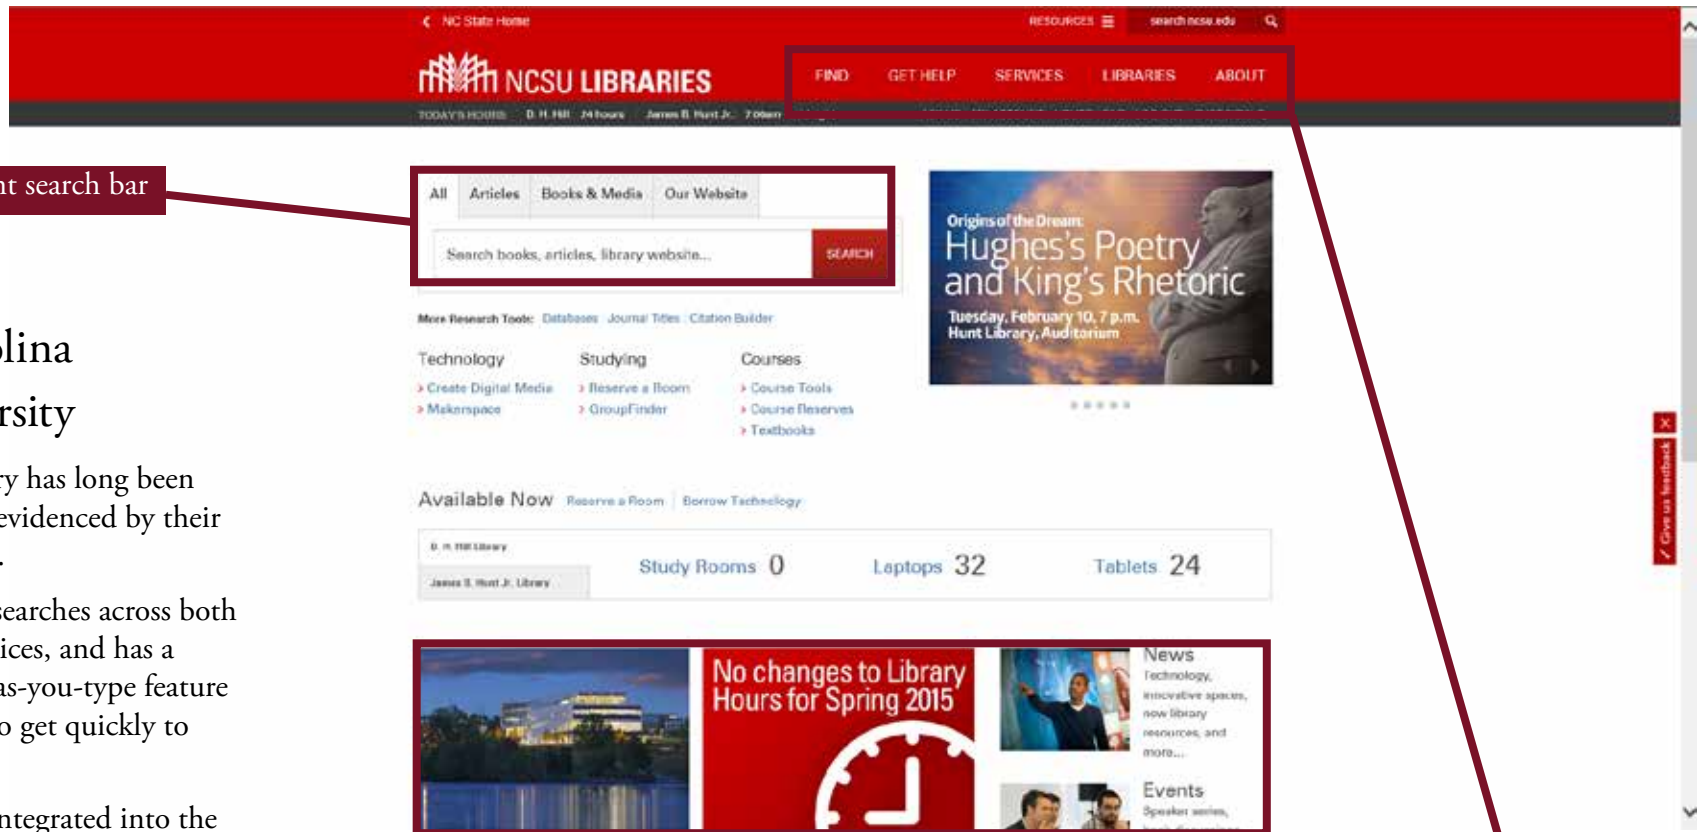 NC State Home
RESOURCES
search ncsu.edu
NCSU LIBRARIES
FIND GET HELP SERVICES LIBRARIES ABOUT
TODAY'S HOURS: D. H. Hill 24 hours James B. Hunt Jr. 7:00am
nt search bar
All Articles Books & Media Our Website
Search books, articles, library website...
SEARCH
Origins of the Dream:
Hughes's Poetry
and King's Rhetoric
Tuesday, February 10, 7 p.m.
Hunt Library, Auditorium
More Research Tools: Databases Journal Titles Citation Builder
Technology
> Create Digital Media
> Makerspace
Studying
> Reserve a Room
> GroupFinder
Courses
> Course Tools
> Course Reserves
> Textbooks
olina
rsity
ry has long been
evidenced by their
.
searches across both
ices, and has a
as-you-type feature
o get quickly to
ntegrated into the
Available Now Reserve a Room Borrow Technology
D. H. Hill Library
James B. Hunt Jr. Library
Study Rooms 0
Laptops 32
Tablets 24
No changes to Library
Hours for Spring 2015
News
Technology,
innovative spaces,
new library
resources, and
more...
Events
Speaker series,
Give us feedback X